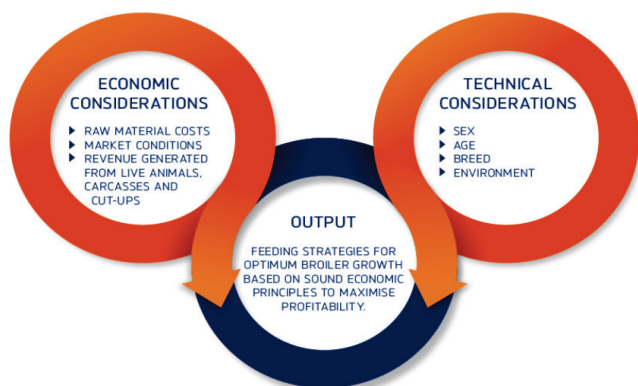 ECONOMIC
CONSIDERATIONS
RAW MATERIAL COSTS
MARKET CONDITIONS
REVENUE GENERATED
FROM LIVE ANIMALS,
CARCASSES AND
CUT-UPS
TECHNICAL
CONSIDERATIONS
SEX
AGE
BREED
ENVIRONMENT
OUTPUT
FEEDING STRATEGIES FOR
OPTIMUM BROILER GROWTH
BASED ON SOUND ECONOMIC
PRINCIPLES TO MAXIMISE
PROFITABILITY.